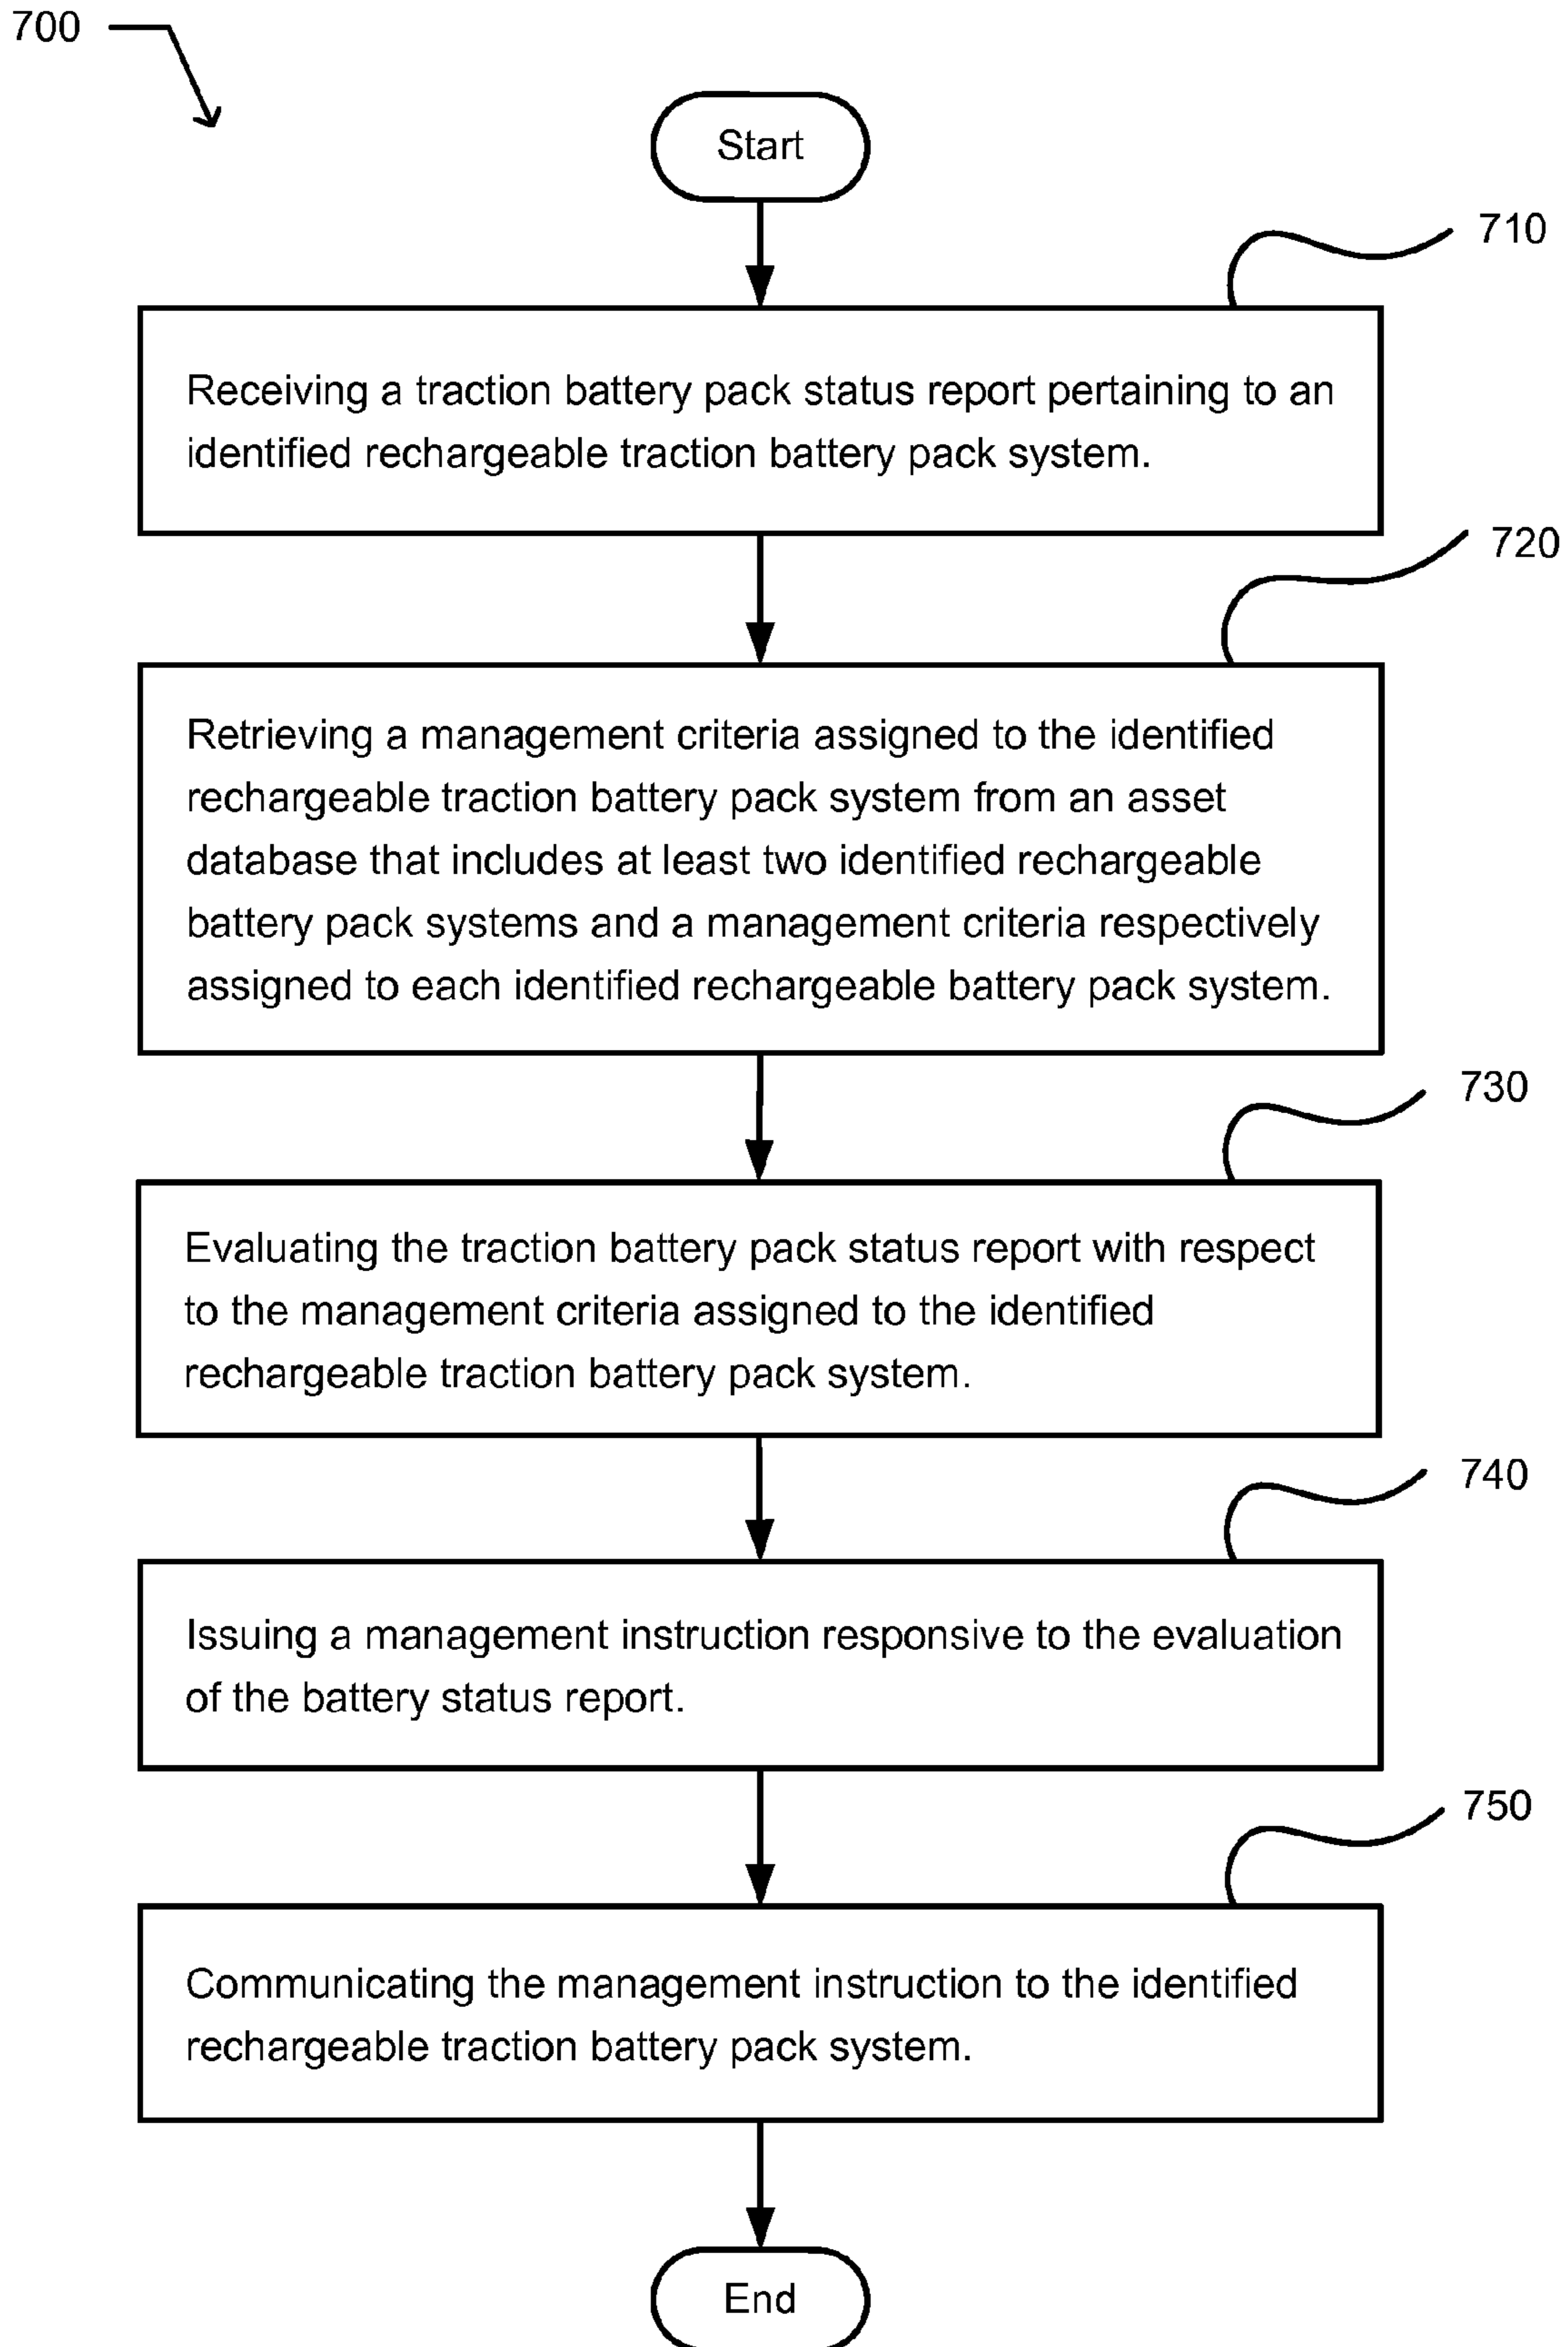 700
Start
710
Receiving a traction battery pack status report pertaining to an
identified rechargeable traction battery pack system.
720
Retrieving a management criteria assigned to the identified
rechargeable traction battery pack system from an asset
database that includes at least two identified rechargeable
battery pack systems and a management criteria respectively
assigned to each identified rechargeable battery pack system.
730
Evaluating the traction battery pack status report with respect
to the management criteria assigned to the identified
rechargeable traction battery pack system.
740
Issuing a management instruction responsive to the evaluation
of the battery status report.
750
Communicating the management instruction to the identified
rechargeable traction battery pack system.
End